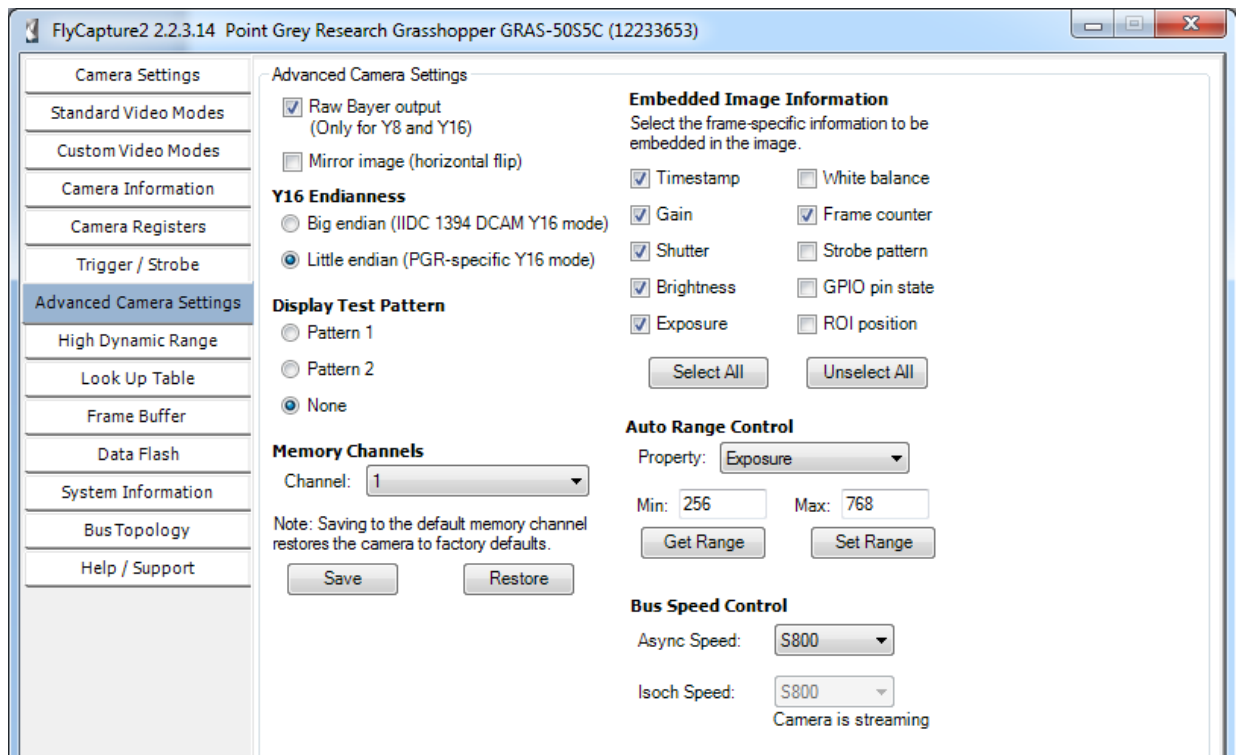 FlyCapture2 2.2.3.14 Point Grey Research Grasshopper GRAS-50S5C (12233653)
Camera Settings
Standard Video Modes
Custom Video Modes
Camera Information
Camera Registers
Trigger / Strobe
Advanced Camera Settings
High Dynamic Range
Look Up Table
Frame Buffer
Data Flash
System Information
Bus Topology
Help / Support
Advanced Camera Settings
Raw Bayer output
(Only for Y8 and Y16)
Mirror image (horizontal flip)
Y16 Endianness
Big endian (IIDC 1394 DCAM Y16 mode)
Little endian (PGR-specific Y16 mode)
Display Test Pattern
Pattern 1
Pattern 2
None
Memory Channels
Channel: 1
Note: Saving to the default memory channel
restores the camera to factory defaults.
Save Restore
Embedded Image Information
Select the frame-specific information to be
embedded in the image.
Timestamp White balance
Gain Frame counter
Shutter Strobe pattern
Brightness GPIO pin state
Exposure ROI position
Select All Unselect All
Auto Range Control
Property: Exposure
Min: 256 Max: 768
Get Range Set Range
Bus Speed Control
Async Speed: S800
Isoch Speed: S800
Camera is streaming